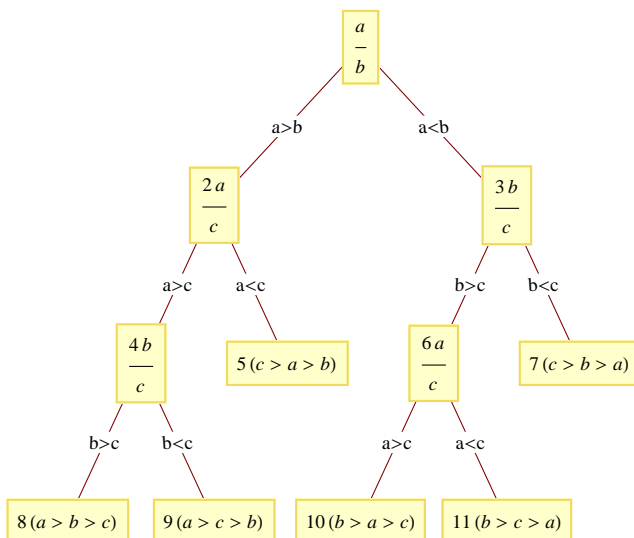 a
b
a>b
a<b
2 a
c
3 b
c
a>c
a<c
b>c
b<c
4 b
c
5 (c > a > b)
6 a
c
7 (c > b > a)
b>c
b<c
a>c
a<c
8 (a > b > c)
9 (a > c > b)
10 (b > a > c)
11 (b > c > a)